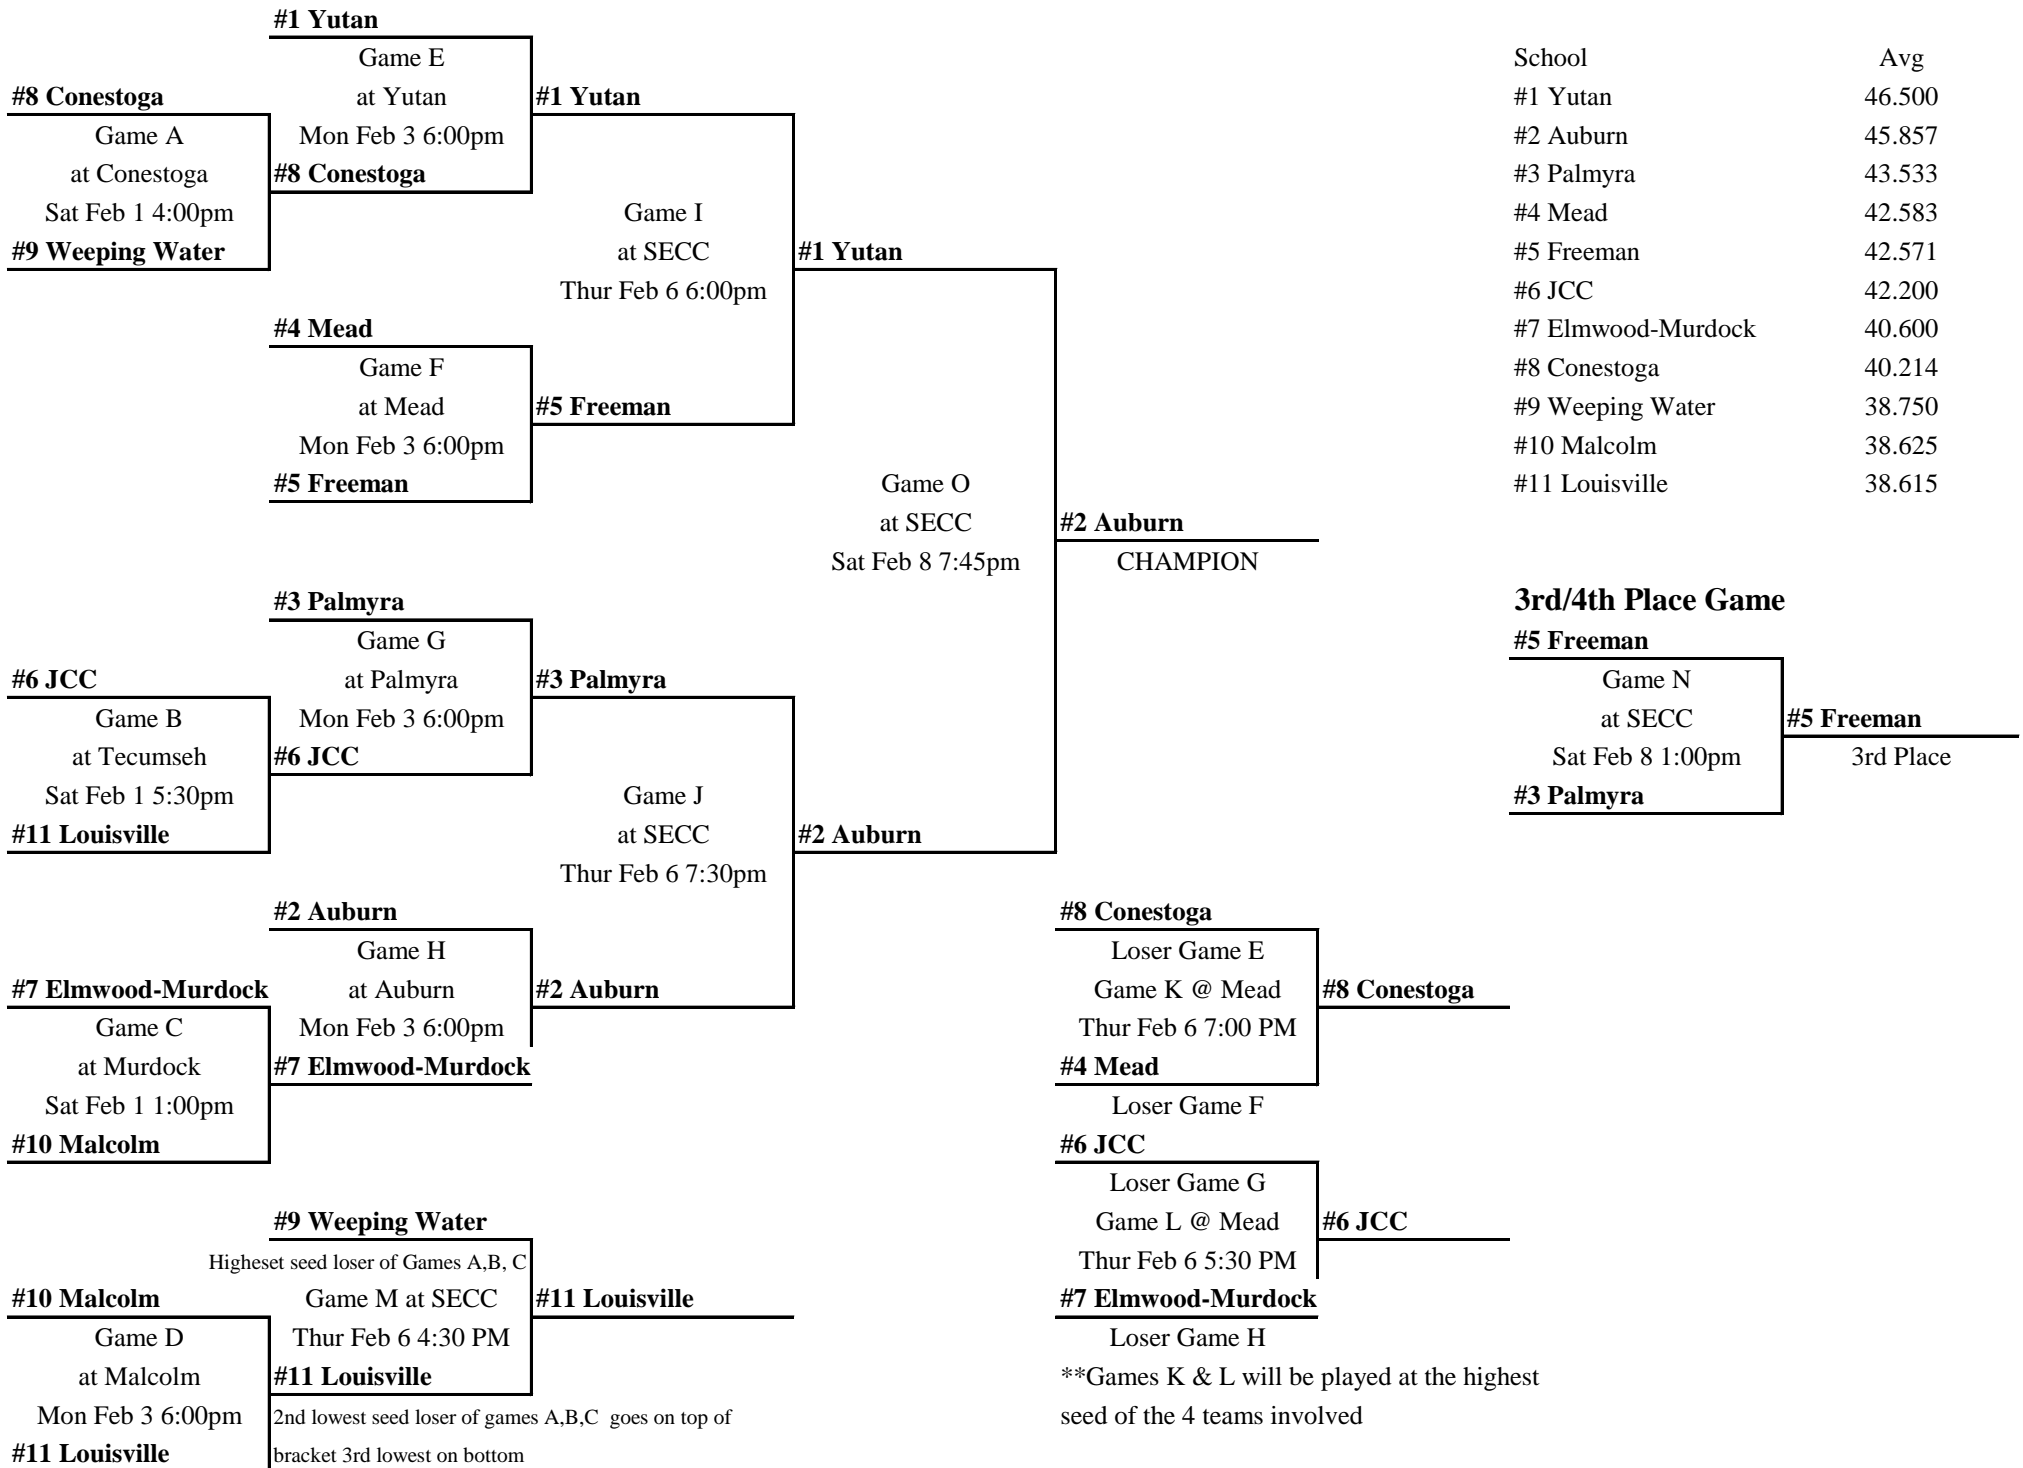 #1 Yutan
Game E
at Yutan
Mon Feb 3 6:00pm
#8 Conestoga
#8 Conestoga
Game A
at Conestoga
Sat Feb 1 4:00pm
#9 Weeping Water
#1 Yutan
Game I
at SECC
Thur Feb 6 6:00pm
#4 Mead
Game F
at Mead
Mon Feb 3 6:00pm
#5 Freeman
#5 Freeman
#1 Yutan
Game O
at SECC
Sat Feb 8 7:45pm
#2 Auburn
CHAMPION
#3 Palmyra
Game G
at Palmyra
Mon Feb 3 6:00pm
#6 JCC
#6 JCC
Game B
at Tecumseh
Sat Feb 1 5:30pm
#11 Louisville
#3 Palmyra
Game J
at SECC
Thur Feb 6 7:30pm
#2 Auburn
#2 Auburn
Game H
at Auburn
Mon Feb 3 6:00pm
#7 Elmwood-Murdock
#7 Elmwood-Murdock
Game C
at Murdock
Sat Feb 1 1:00pm
#10 Malcolm
#2 Auburn
#9 Weeping Water
Higheset seed loser of Games A,B, C
Game M at SECC
Thur Feb 6 4:30 PM
#11 Louisville
#11 Louisville
#10 Malcolm
Game D
at Malcolm
Mon Feb 3 6:00pm
#11 Louisville
2nd lowest seed loser of games A,B,C goes on top of
bracket 3rd lowest on bottom
School Avg
#1 Yutan 46.500
#2 Auburn 45.857
#3 Palmyra 43.533
#4 Mead 42.583
#5 Freeman 42.571
#6 JCC 42.200
#7 Elmwood-Murdock 40.600
#8 Conestoga 40.214
#9 Weeping Water 38.750
#10 Malcolm 38.625
#11 Louisville 38.615
3rd/4th Place Game
#5 Freeman
Game N
at SECC
Sat Feb 8 1:00pm
#3 Palmyra
#5 Freeman
3rd Place
#8 Conestoga
Loser Game E
Game K @ Mead
Thur Feb 6 7:00 PM
#4 Mead
Loser Game F
#8 Conestoga
#6 JCC
Loser Game G
Game L @ Mead
Thur Feb 6 5:30 PM
#7 Elmwood-Murdock
Loser Game H
#6 JCC
**Games K & L will be played at the highest
seed of the 4 teams involved